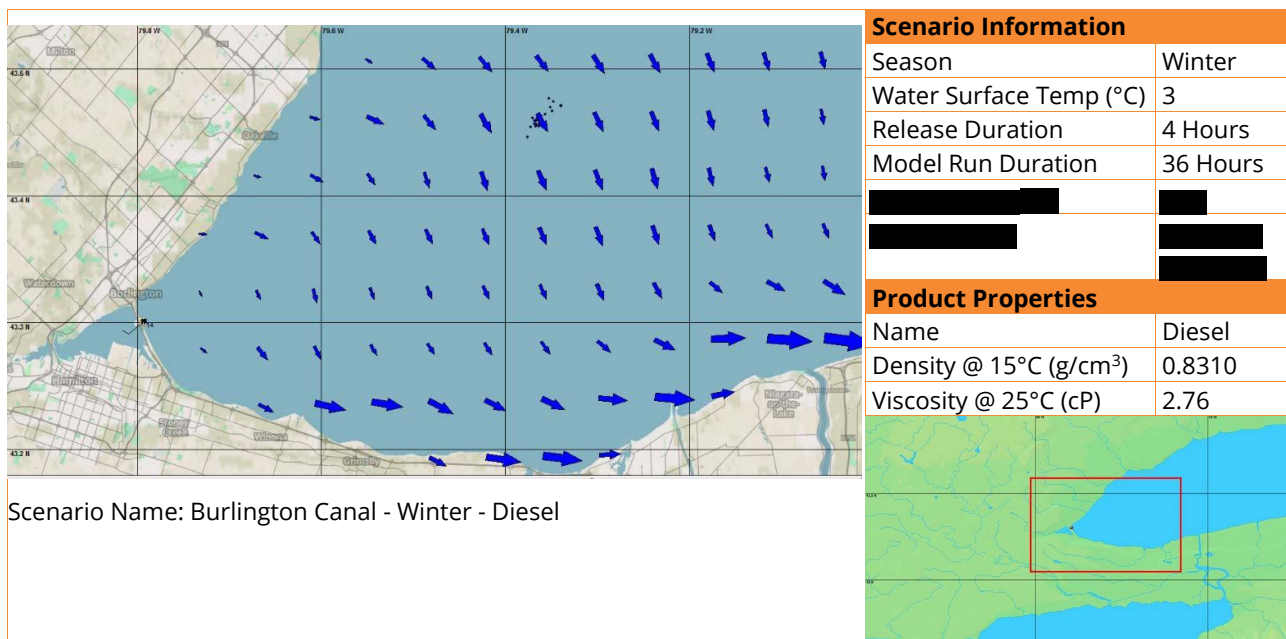 79.8 W
79.6 W
79.4 W
79.2 W
Milton
43.5 N
Oakville
43.4 N
Waterdown
Burlington
43.3 N
14
Hamilton
Stoney
Creek
Winona
Grimsby
Niagara-
on-the-
Lake
43.2 N
Scenario Name: Burlington Canal - Winter - Diesel
Scenario Information
Season Winter
Water Surface Temp (°C) 3
Release Duration 4 Hours
Model Run Duration 36 Hours
Product Properties
Name Diesel
Density @ 15°C (g/cm³) 0.8310
Viscosity @ 25°C (cP) 2.76